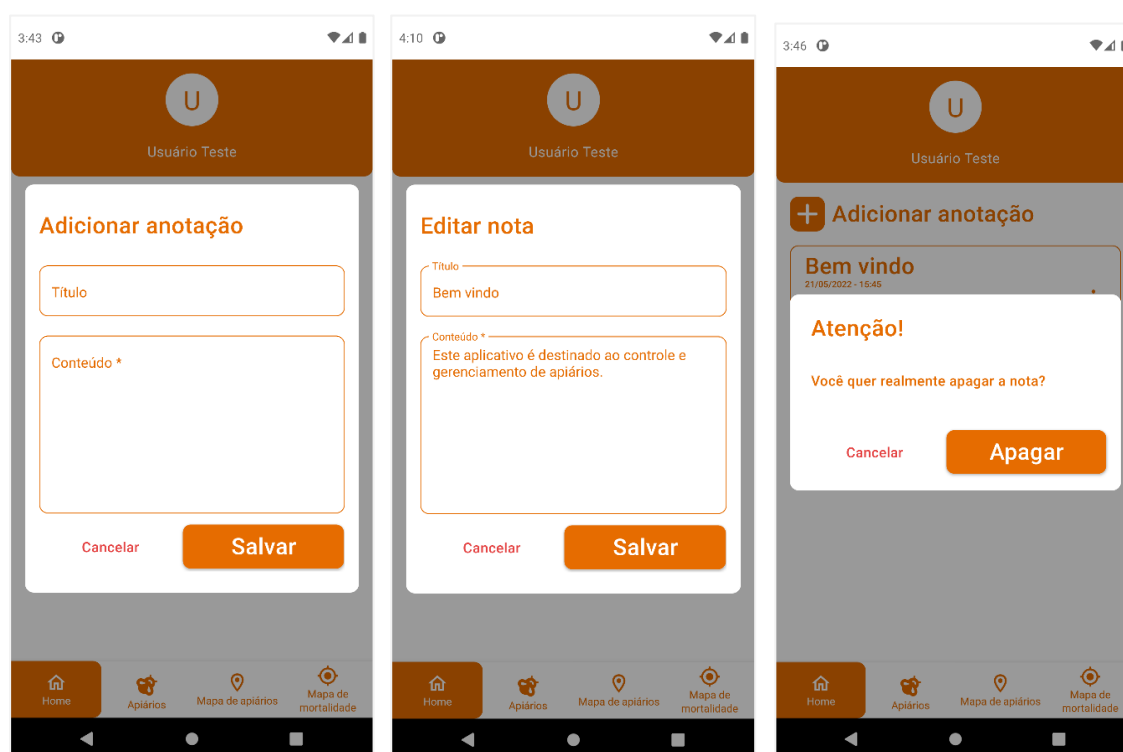 3:43
U
Usuário Teste
Adicionar anotação
Título
Conteúdo *
Cancelar
Salvar
Home
Apiários
Mapa de apiários
Mapa de
mortalidade
4:10
U
Usuário Teste
Editar nota
Título
Bem vindo
Conteúdo *
Este aplicativo é destinado ao controle e
gerenciamento de apiários.
Cancelar
Salvar
Home
Apiários
Mapa de apiários
Mapa de
mortalidade
3:46
U
Usuário Teste
Adicionar anotação
Bem vindo
21/05/2022 - 15:45
Atenção!
Você quer realmente apagar a nota?
Cancelar
Apagar
Home
Apiários
Mapa de apiários
Mapa de
mortalidade